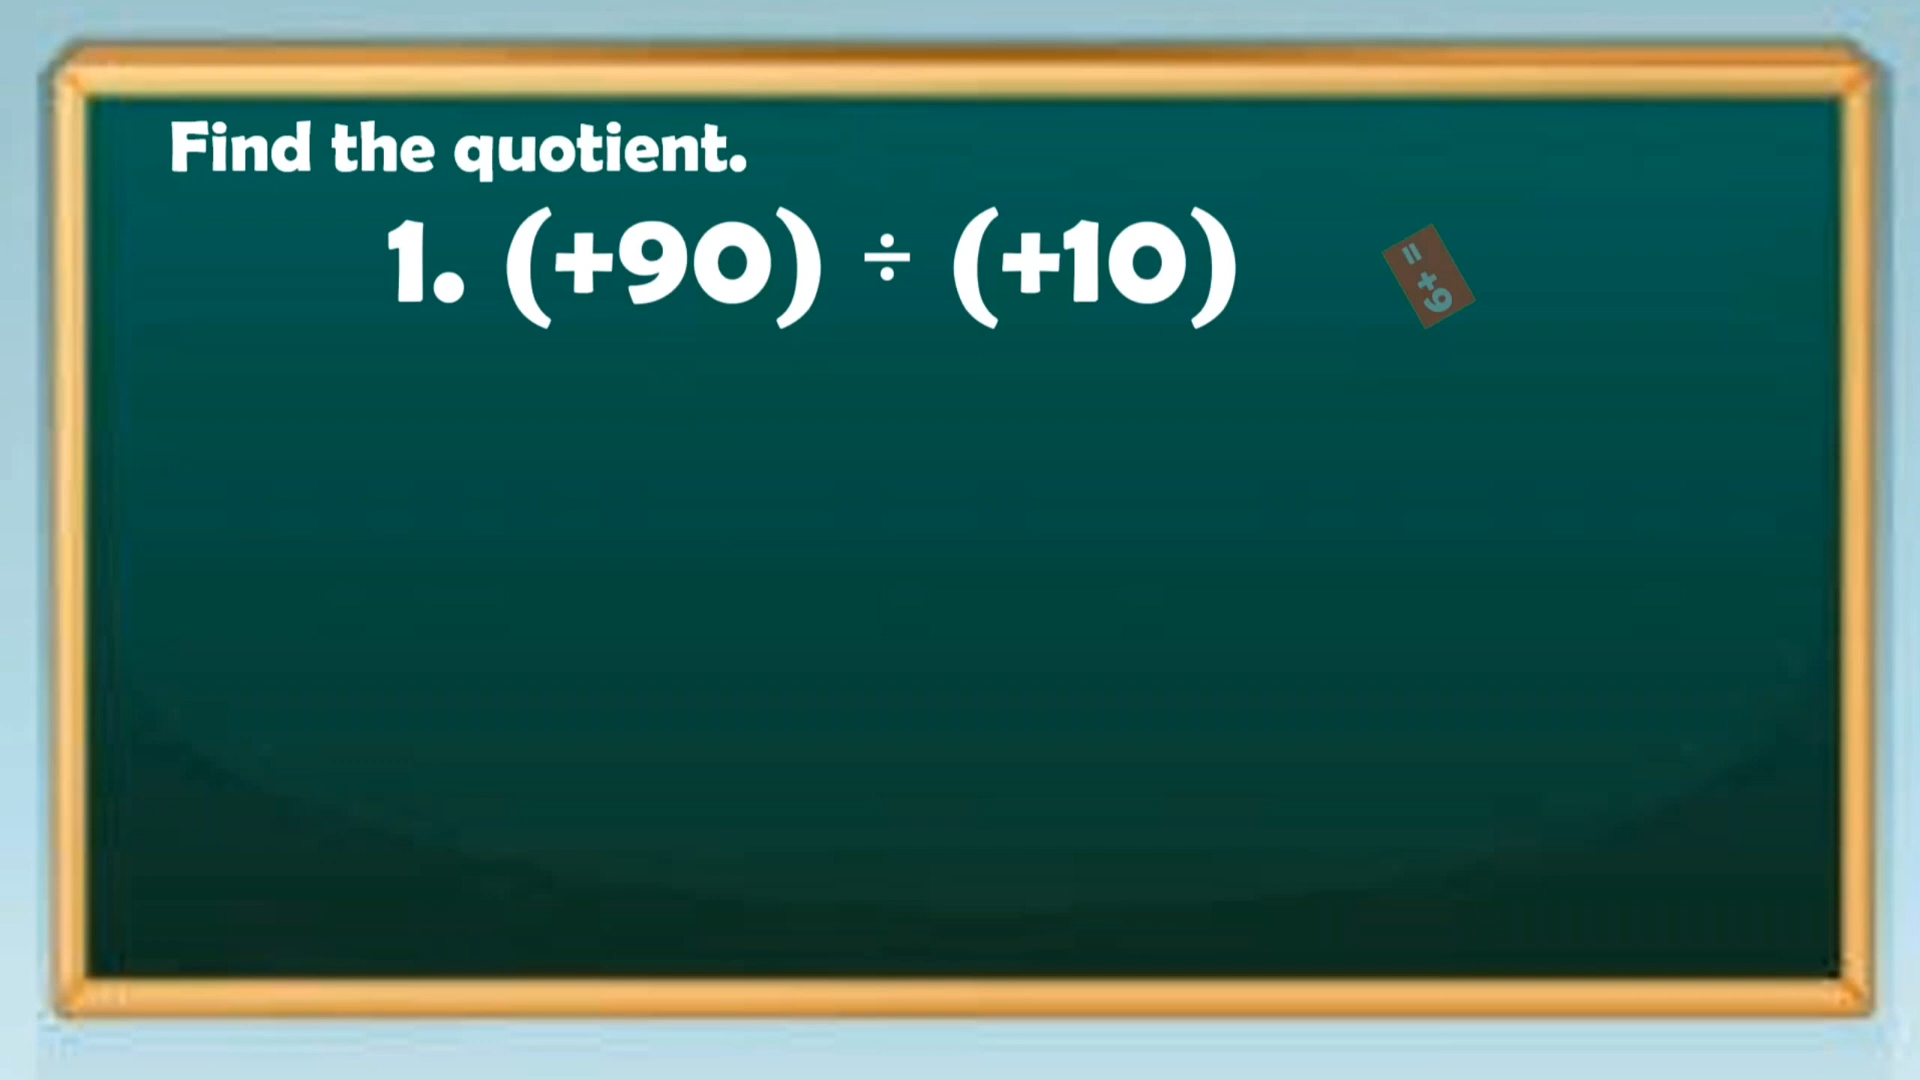 Find the quotient.
1. (+90) ÷ (+10)
= +9